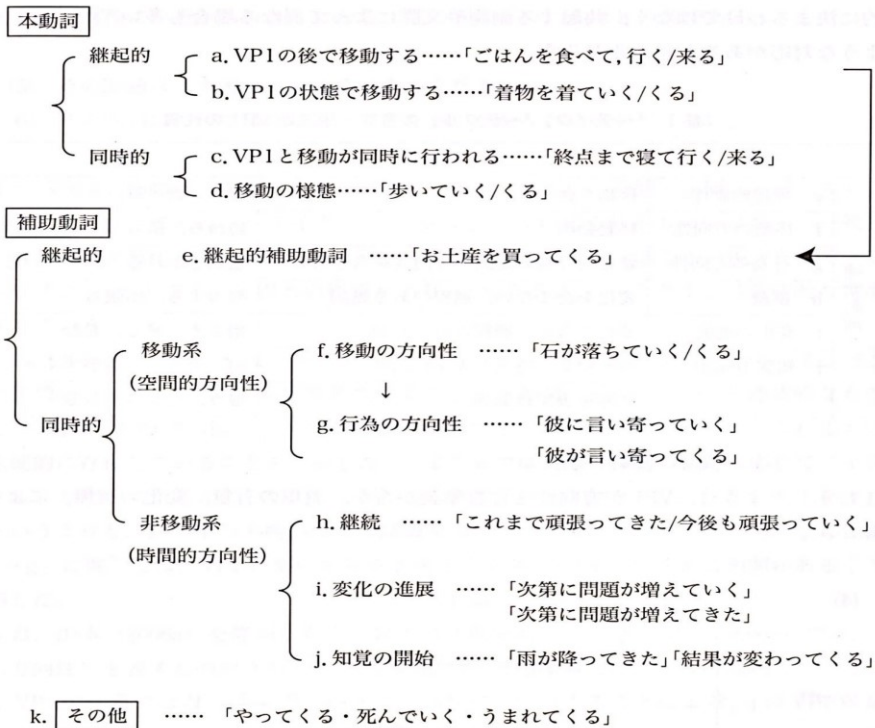 本動詞
継起的
a. VP1の後で移動する……「ごはんを食べて,行く/来る」
b. VP1の状態で移動する……「着物を着ていく/くる」
同時的
c. VP1と移動が同時に行われる……「終点まで寝て行く/来る」
d. 移動の様態……「歩いていく/くる」
補助動詞
継起的 e. 継起的補助動詞 ……「お土産を買ってくる」
同時的
移動系
(空間的方向性)
f. 移動の方向性 ……「石が落ちていく/くる」
↓
g. 行為の方向性 ……「彼に言い寄っていく」
「彼が言い寄ってくる」
非移動系
(時間的方向性)
h. 継続 ……「これまで頑張ってきた/今後も頑張っていく」
i. 変化の進展 ……「次第に問題が増えていく」
「次第に問題が増えてきた」
j. 知覚の開始 ……「雨が降ってきた」「結果が変わってくる」
k. その他 ……「やってくる・死んでいく・うまれてくる」